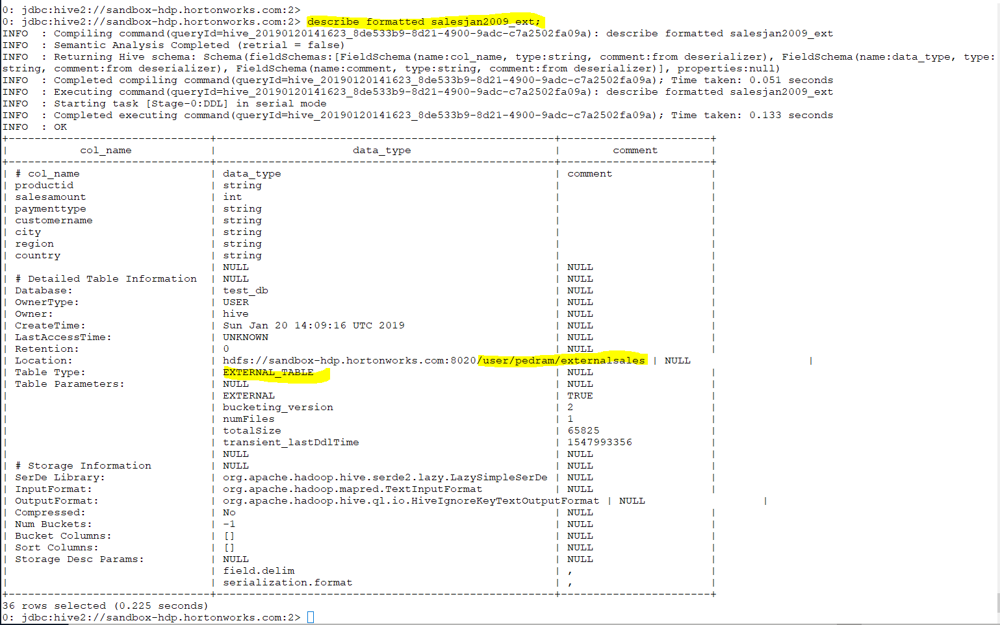 0: jdbc:hive2://sandbox-hdp.hortonworks.com:2>
0: jdbc:hive2://sandbox-hdp.hortonworks.com:2> describe formatted salesjan2009_ext;
INFO  : Compiling command(queryId=hive_20190120141623_8de533b9-8d21-4900-9adc-c7a2502fa09a): describe formatted salesjan2009_ext
INFO  : Semantic Analysis Completed (retrial = false)
INFO  : Returning Hive schema: Schema(fieldSchemas:[FieldSchema(name:col_name, type:string, comment:from deserializer), FieldSchema(name:data_type, type:
string, comment:from deserializer), FieldSchema(name:comment, type:string, comment:from deserializer)], properties:null)
INFO  : Completed compiling command(queryId=hive_20190120141623_8de533b9-8d21-4900-9adc-c7a2502fa09a); Time taken: 0.051 seconds
INFO  : Executing command(queryId=hive_20190120141623_8de533b9-8d21-4900-9adc-c7a2502fa09a): describe formatted salesjan2009_ext
INFO  : Starting task [Stage-0:DDL] in serial mode
INFO  : Completed executing command(queryId=hive_20190120141623_8de533b9-8d21-4900-9adc-c7a2502fa09a); Time taken: 0.133 seconds
INFO  : OK
+-------------------------------+----------------------------------------------------+-----------------------+
| col_name | data_type | comment |
+-------------------------------+----------------------------------------------------+-----------------------+
| # col_name | data_type | comment |
| productid | string | |
| salesamount | int | |
| paymenttype | string | |
| customername | string | |
| city | string | |
| region | string | |
| country | string | |
| | NULL | NULL |
| # Detailed Table Information | NULL | NULL |
| Database: | test_db | NULL |
| OwnerType: | USER | NULL |
| Owner: | hive | NULL |
| CreateTime: | Sun Jan 20 14:09:16 UTC 2019 | NULL |
| LastAccessTime: | UNKNOWN | NULL |
| Retention: | 0 | NULL |
| Location: | hdfs://sandbox-hdp.hortonworks.com:8020/user/pedram/externalsales | NULL |
| Table Type: | EXTERNAL_TABLE | NULL |
| Table Parameters: | NULL | NULL |
| | EXTERNAL | TRUE |
| | bucketing_version | 2 |
| | numFiles | 1 |
| | totalSize | 65825 |
| | transient_lastDdlTime | 1547993356 |
| | NULL | NULL |
| # Storage Information | NULL | NULL |
| SerDe Library: | org.apache.hadoop.hive.serde2.lazy.LazySimpleSerDe | NULL |
| InputFormat: | org.apache.hadoop.mapred.TextInputFormat | NULL |
| OutputFormat: | org.apache.hadoop.hive.ql.io.HiveIgnoreKeyTextOutputFormat | NULL |
| Compressed: | No | NULL |
| Num Buckets: | -1 | NULL |
| Bucket Columns: | [] | NULL |
| Sort Columns: | [] | NULL |
| Storage Desc Params: | NULL | NULL |
| | field.delim | , |
| | serialization.format | , |
+-------------------------------+----------------------------------------------------+-----------------------+
36 rows selected (0.225 seconds)
0: jdbc:hive2://sandbox-hdp.hortonworks.com:2>